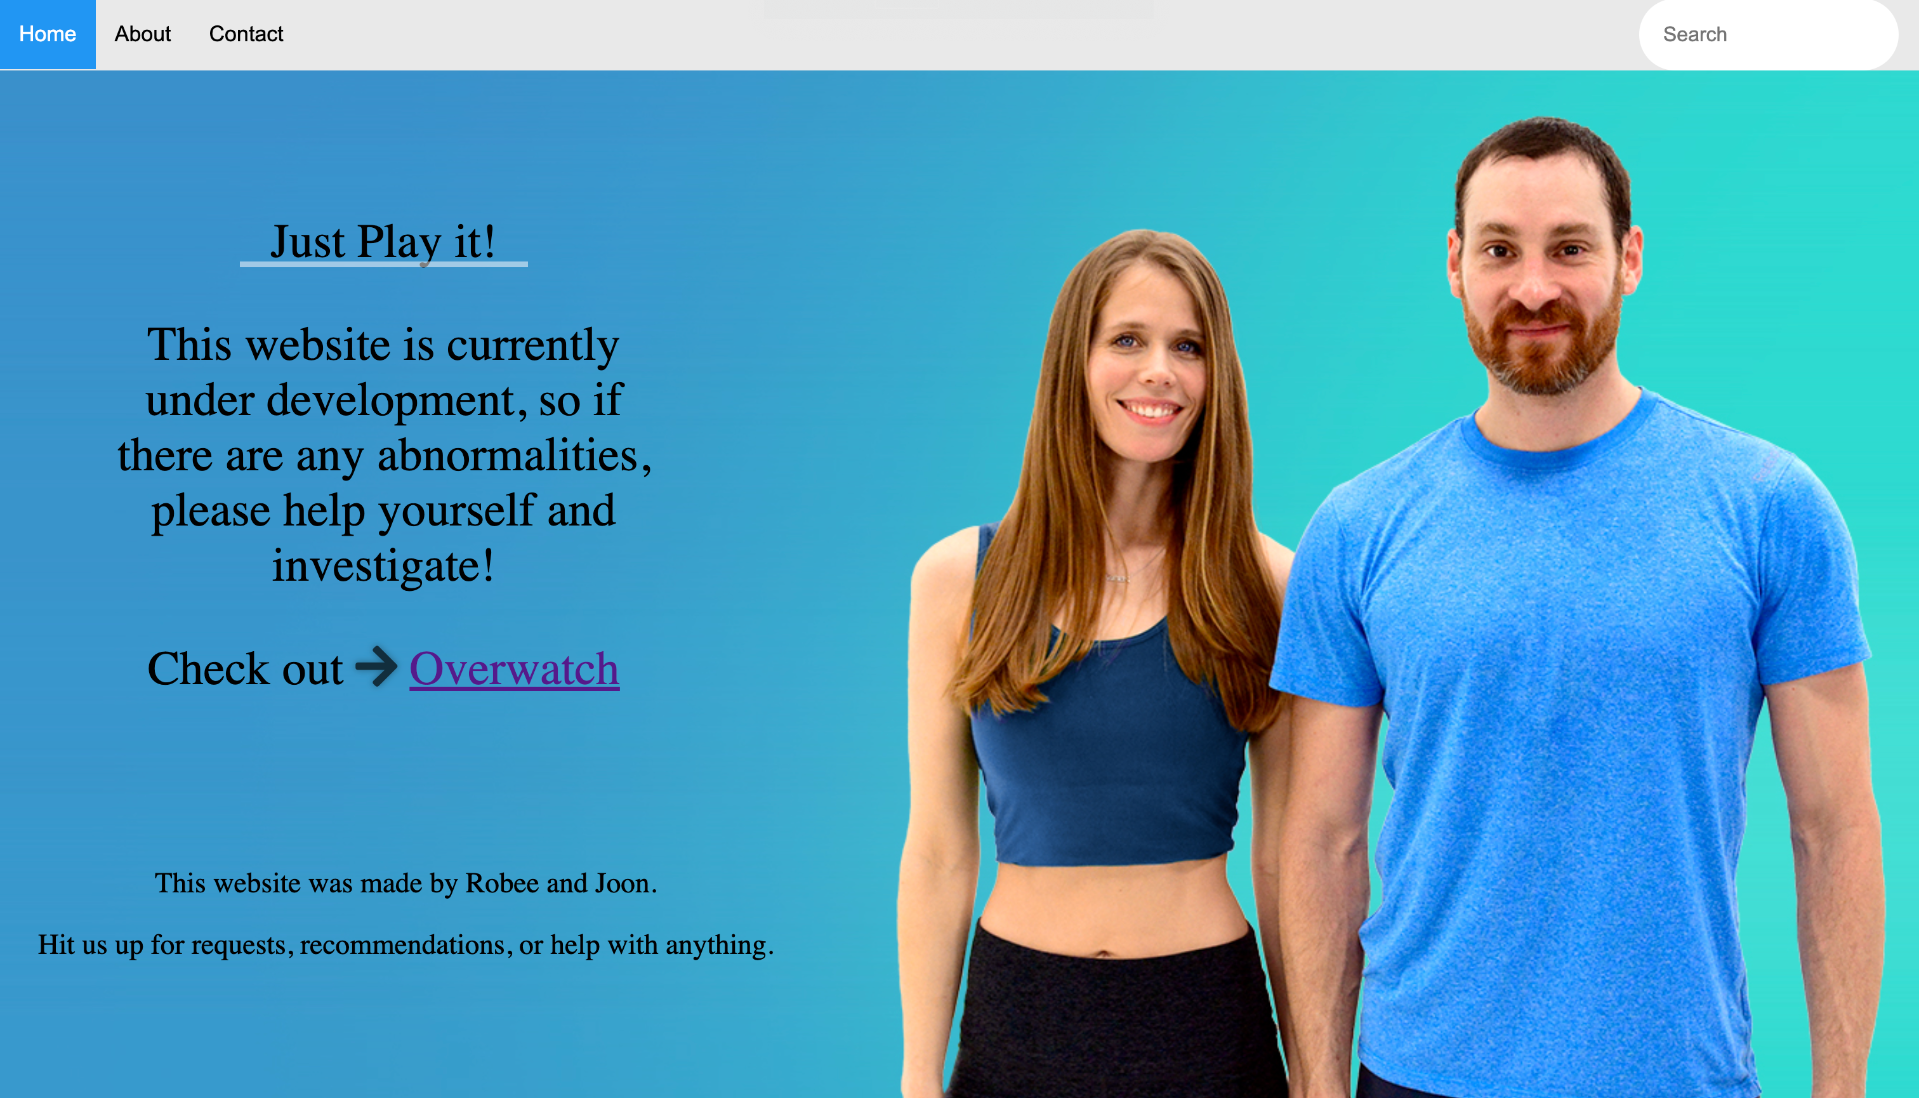 Home About Contact Search
Just Play it!
This website is currently
under development, so if
there are any abnormalities,
please help yourself and
investigate!
Check out → Overwatch
This website was made by Robee and Joon.
Hit us up for requests, recommendations, or help with anything.